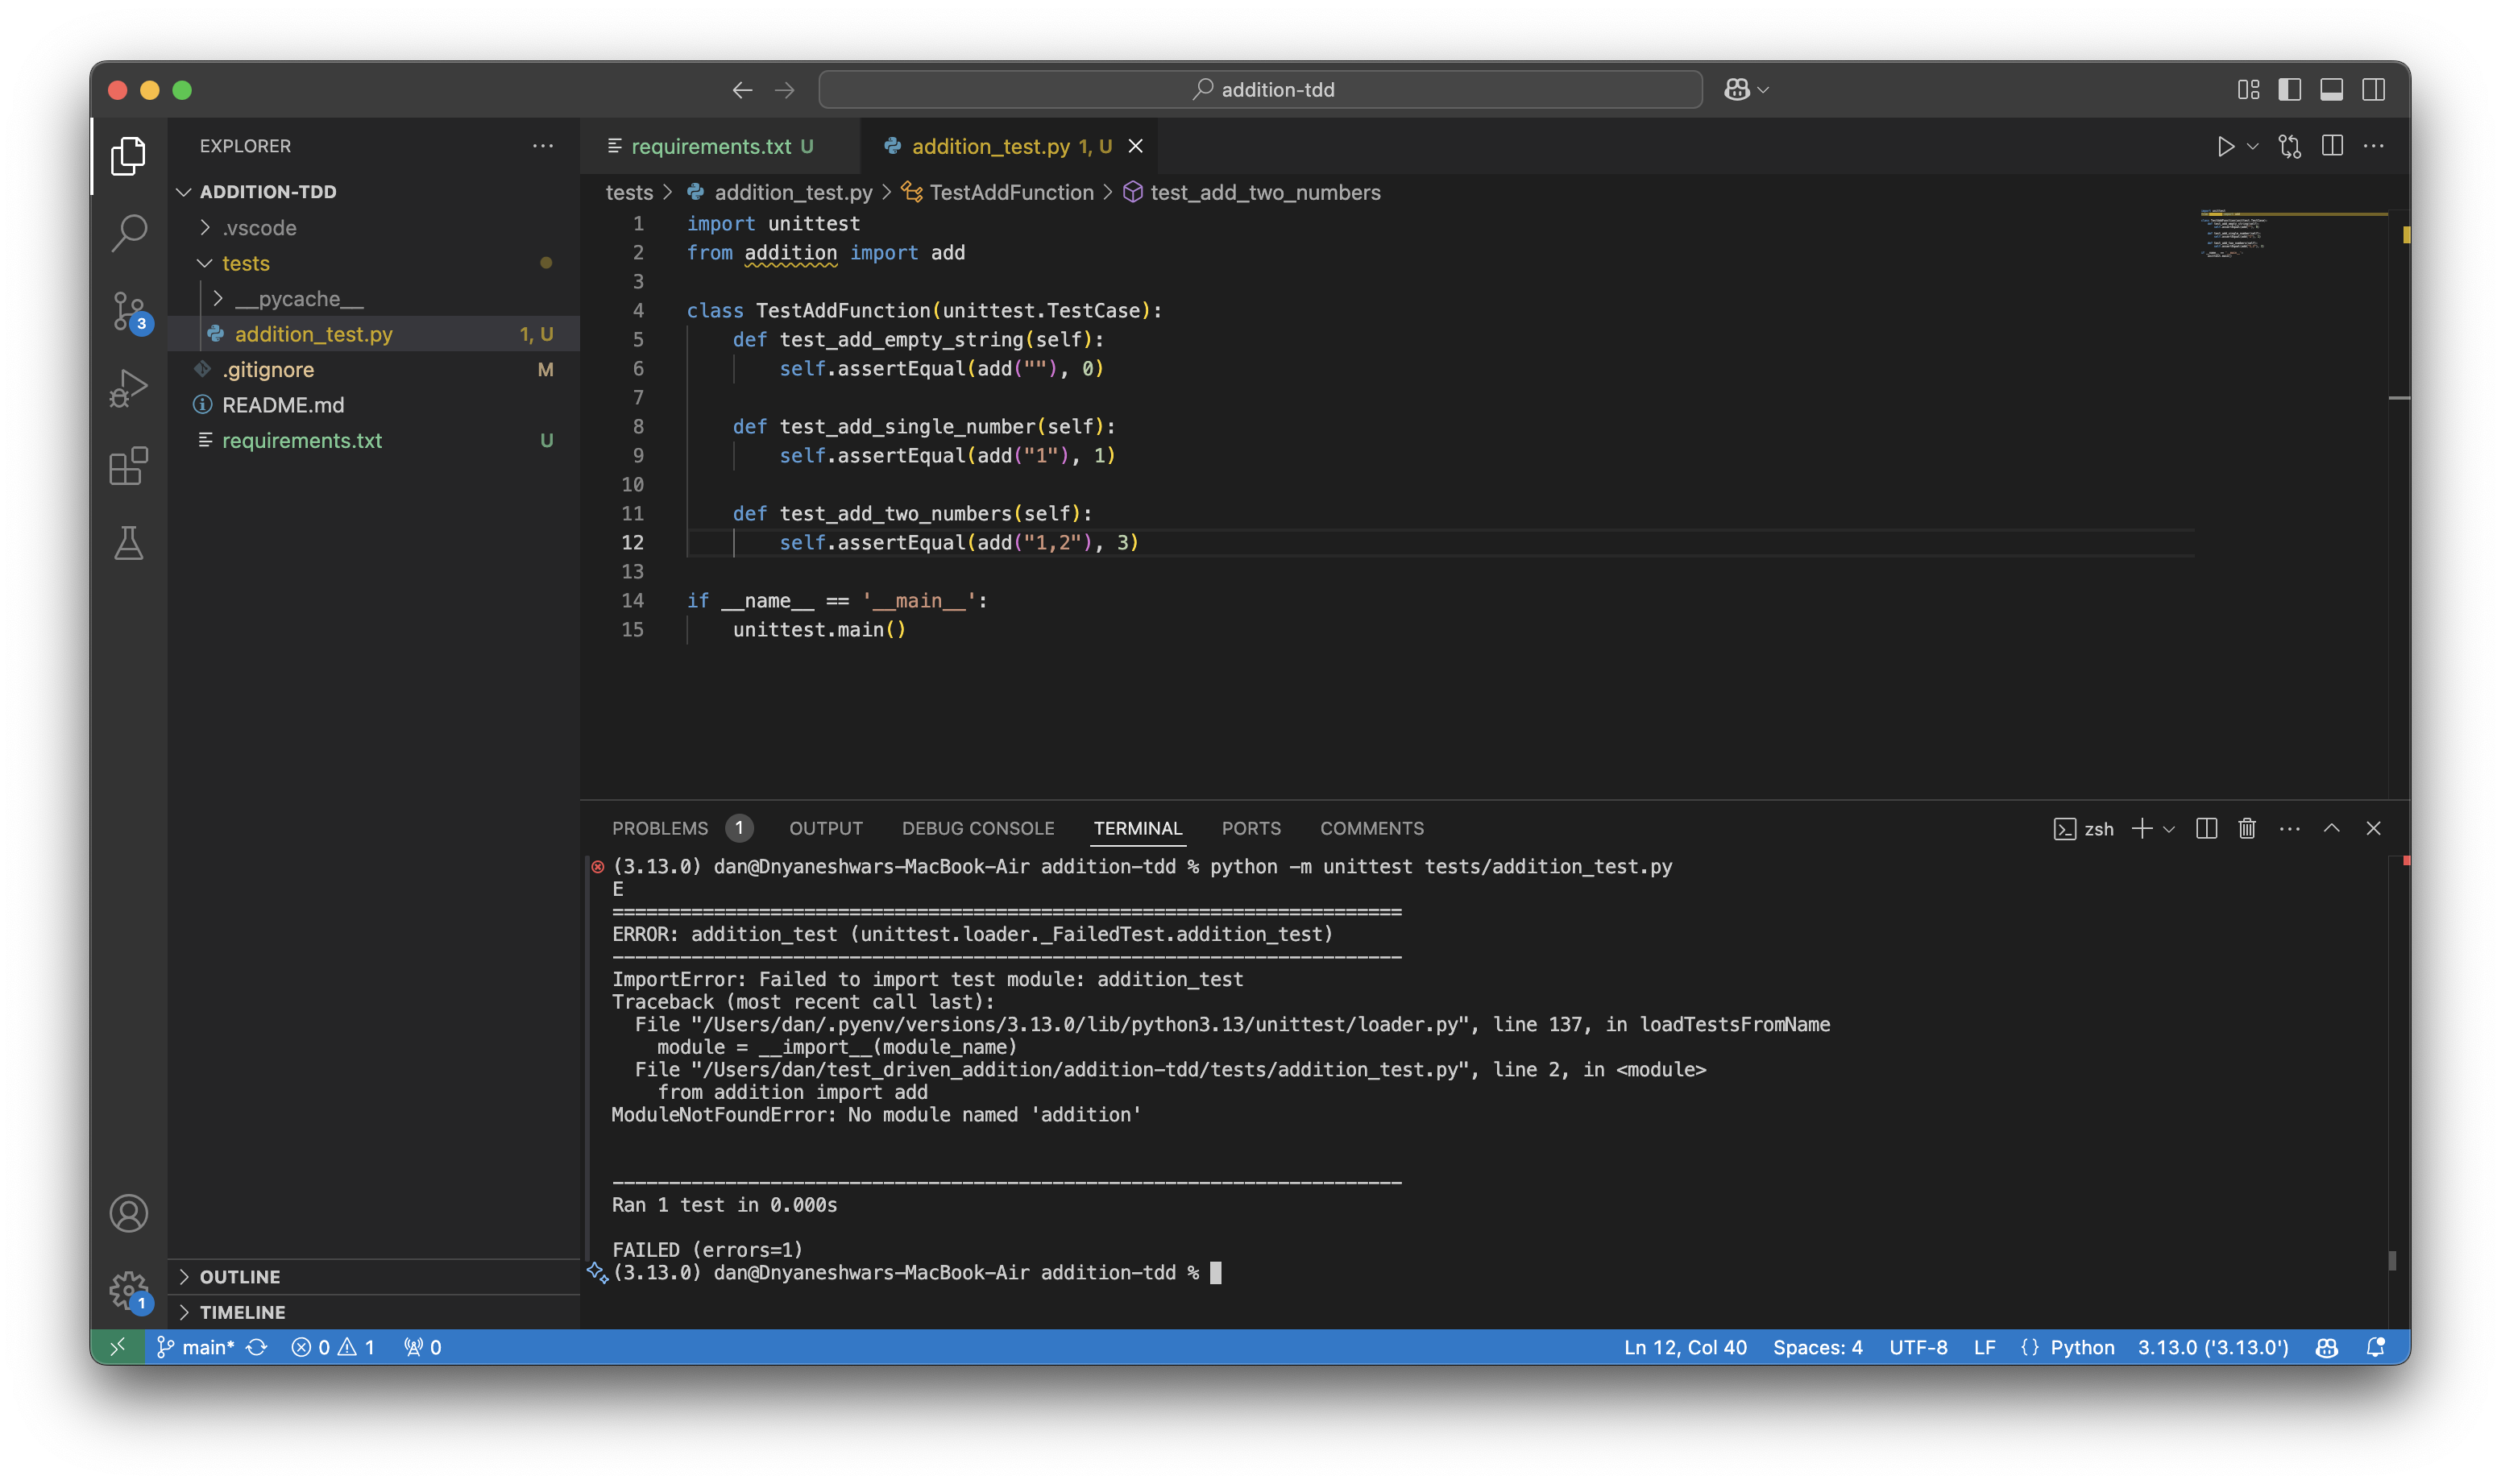 addition-tdd
EXPLORER
ADDITION-TDD
.vscode
tests
__pycache__
addition_test.py 1, U
.gitignore M
README.md
requirements.txt U
3
1
OUTLINE
TIMELINE
requirements.txt U
addition_test.py 1, U
tests > addition_test.py > TestAddFunction > test_add_two_numbers
1 import unittest
2 from addition import add
3
4 class TestAddFunction(unittest.TestCase):
5     def test_add_empty_string(self):
6         self.assertEqual(add(""), 0)
7
8     def test_add_single_number(self):
9         self.assertEqual(add("1"), 1)
10
11     def test_add_two_numbers(self):
12         self.assertEqual(add("1,2"), 3)
13
14 if __name__ == '__main__':
15     unittest.main()
PROBLEMS 1 OUTPUT DEBUG CONSOLE TERMINAL PORTS COMMENTS
zsh
(3.13.0) dan@Dnyaneshwars-MacBook-Air addition-tdd % python -m unittest tests/addition_test.py
E
======================================================================
ERROR: addition_test (unittest.loader._FailedTest.addition_test)
----------------------------------------------------------------------
ImportError: Failed to import test module: addition_test
Traceback (most recent call last):
  File "/Users/dan/.pyenv/versions/3.13.0/lib/python3.13/unittest/loader.py", line 137, in loadTestsFromName
    module = __import__(module_name)
  File "/Users/dan/test_driven_addition/addition-tdd/tests/addition_test.py", line 2, in <module>
    from addition import add
ModuleNotFoundError: No module named 'addition'
----------------------------------------------------------------------
Ran 1 test in 0.000s
FAILED (errors=1)
(3.13.0) dan@Dnyaneshwars-MacBook-Air addition-tdd %
main* 0 1 0
Ln 12, Col 40 Spaces: 4 UTF-8 LF {} Python 3.13.0 ('3.13.0')